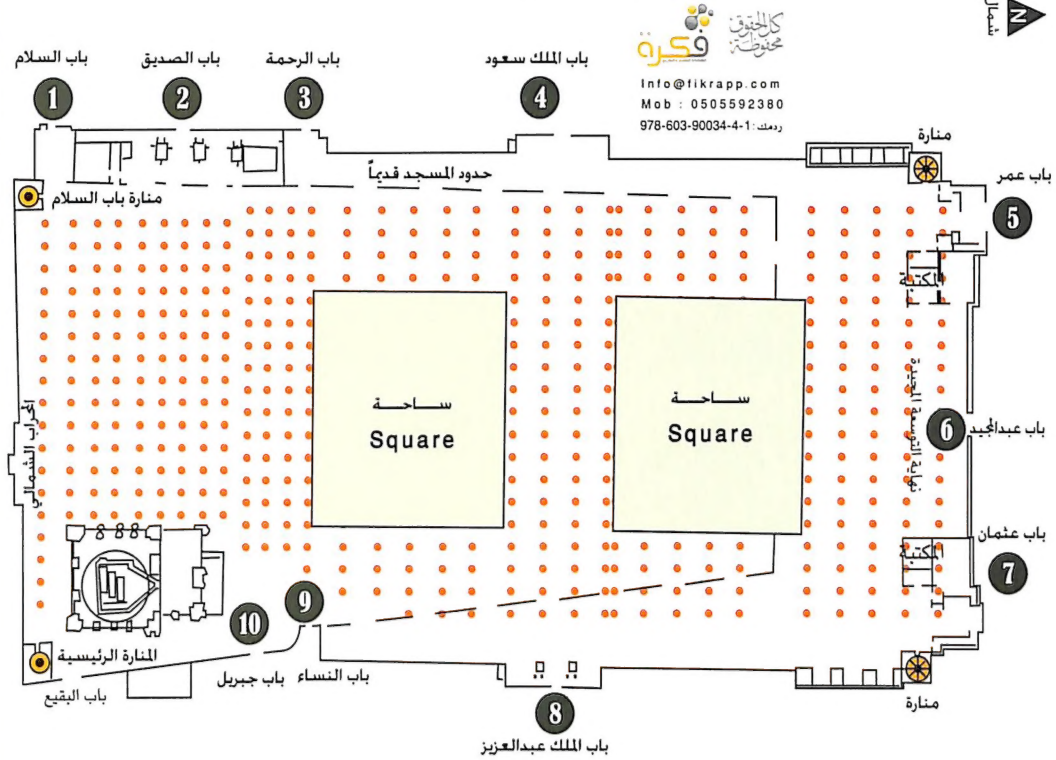 N
شمال
كل الحقوق
محفوظة
فكرة
Info@fikrapp.com
Mob : 0505592380
ردمك :978-603-90034-4-1
باب السلام
1
باب الصديق
2
باب الرحمة
3
باب الملك سعود
4
منارة
باب عمر
5
حدود المسجد قديماً
منارة باب السلام
المكتبة
ساحة
Square
ساحة
Square
المحراب الشمالي
نهاية التوسعة المجيدة
6
باب عبدالمجيد
باب عثمان
7
المكتبة
9
10
المنارة الرئيسية
باب البقيع
باب جبريل
باب النساء
8
باب الملك عبدالعزيز
منارة